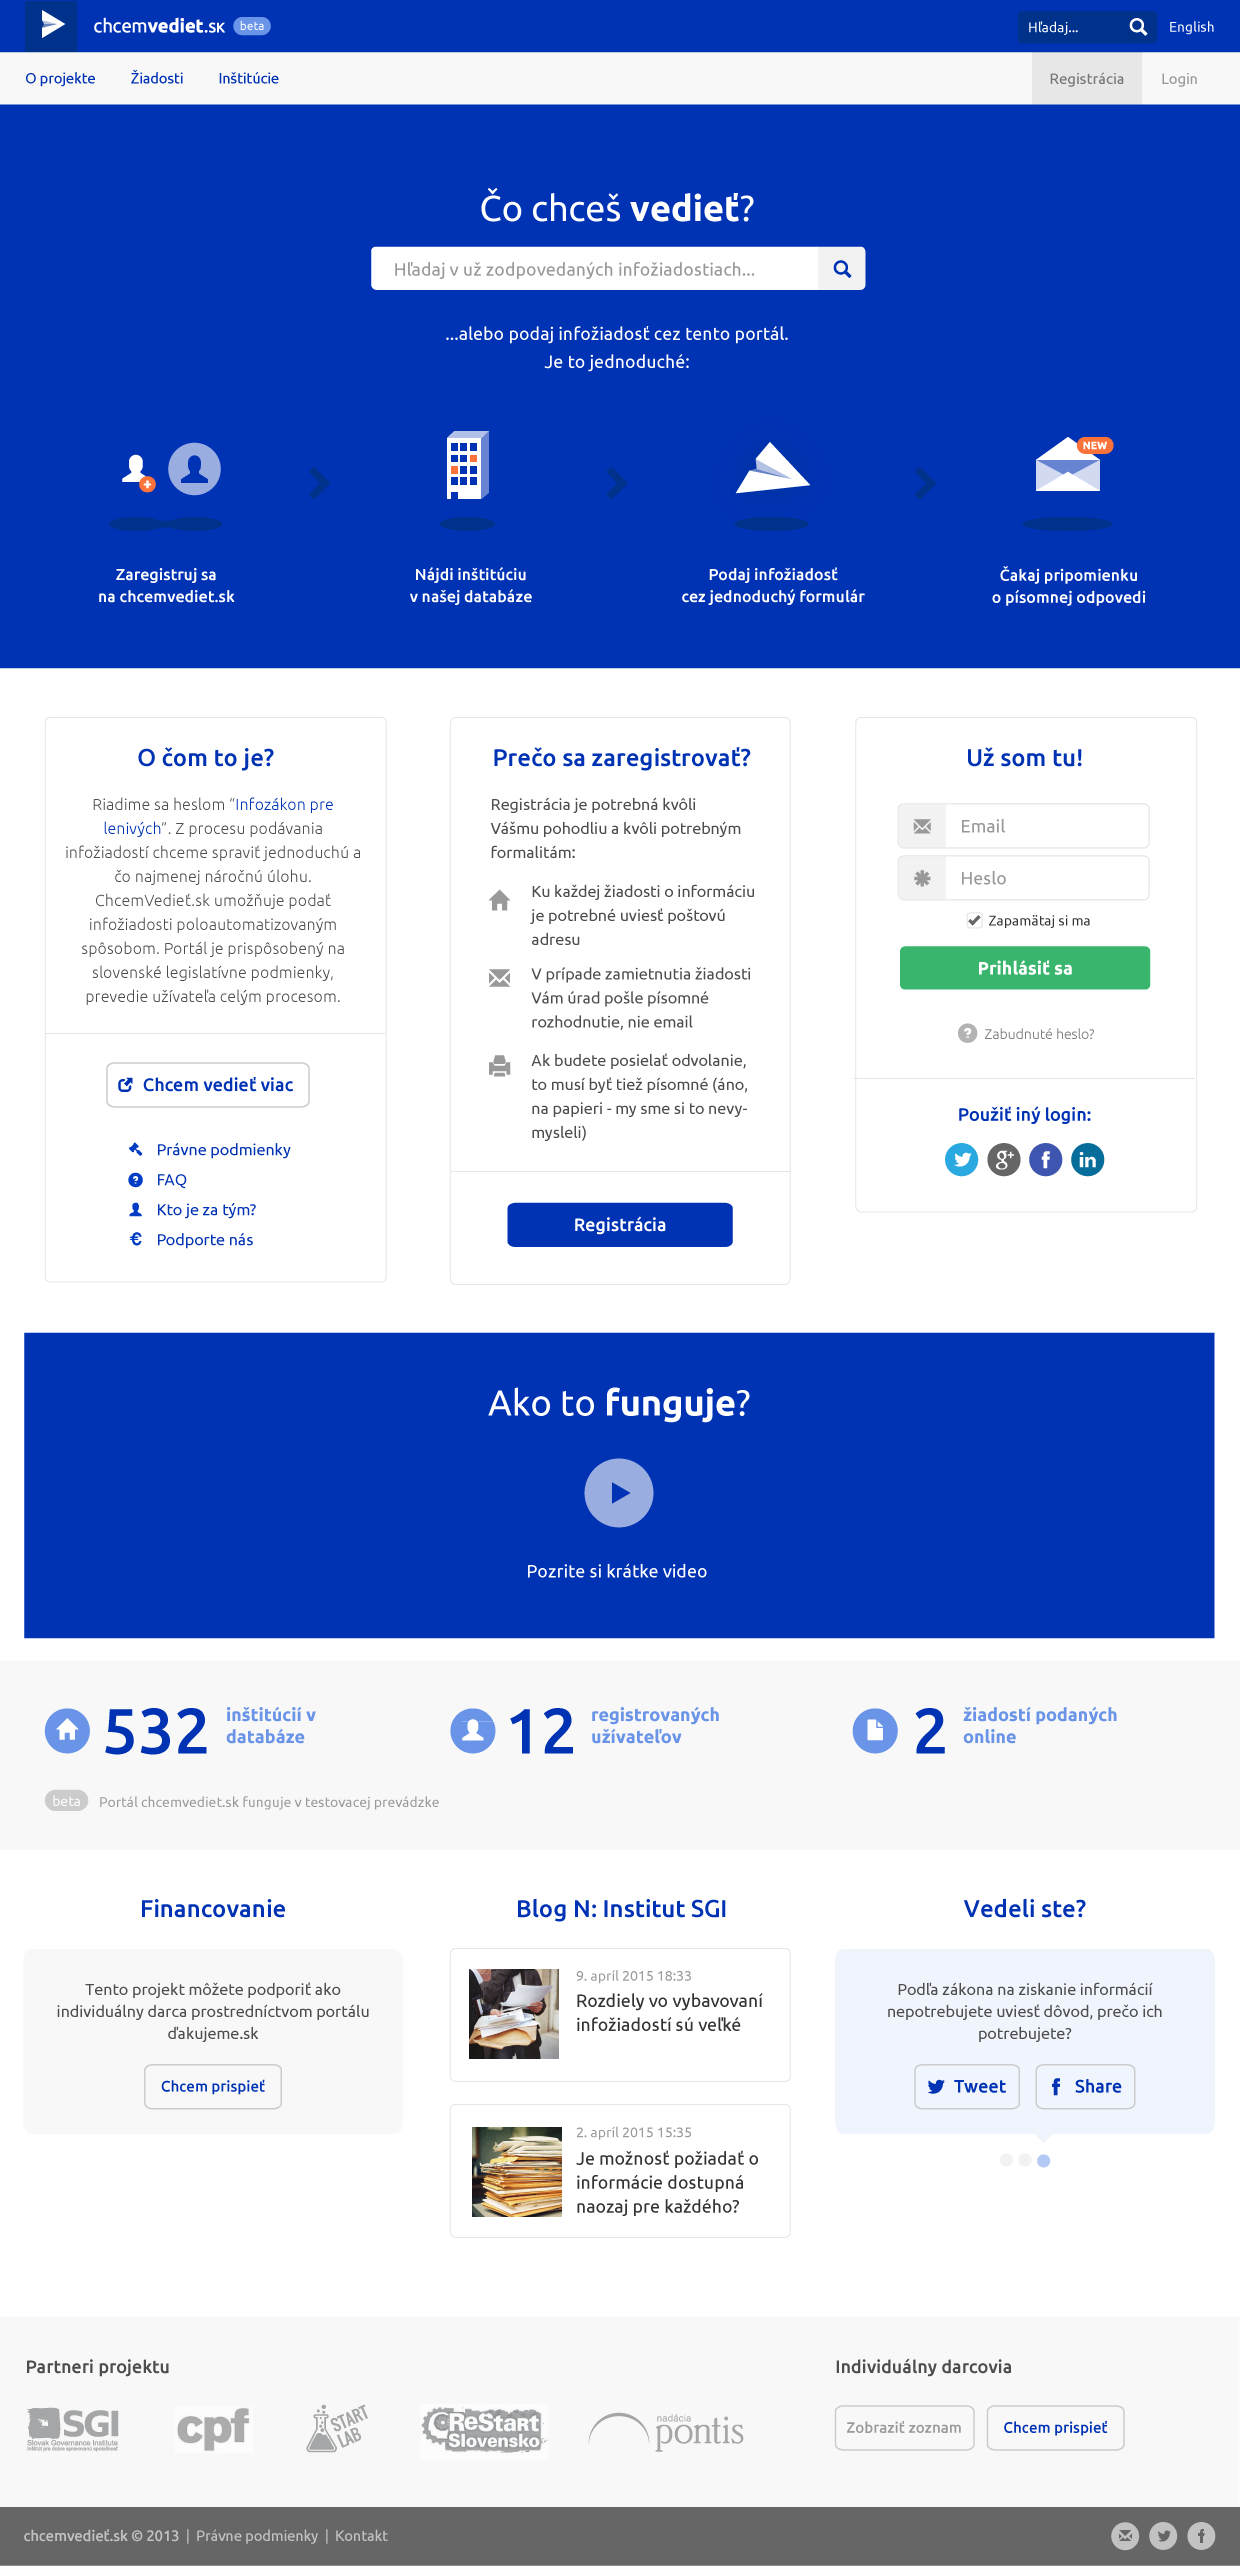 chcemvediet.sk beta
Hľadaj...
English
O projekte
Žiadosti
Inštitúcie
Registrácia
Login
Čo chceš vedieť?
Hľadaj v už zodpovedaných infožiadostiach...
...alebo podaj infožiadosť cez tento portál.
Je to jednoduché:
NEW
Zaregistruj sa
na chcemvediet.sk
Nájdi inštitúciu
v našej databáze
Podaj infožiadosť
cez jednoduchý formulár
Čakaj pripomienku
o písomnej odpovedi
O čom to je?
Riadime sa heslom "Infozákon pre
lenivých". Z procesu podávania
infožiadostí chceme spraviť jednoduchú a
čo najmenej náročnú úlohu.
ChcemVedieť.sk umožňuje podať
infožiadosti poloautomatizovaným
spôsobom. Portál je prispôsobený na
slovenské legislatívne podmienky,
prevedie užívateľa celým procesom.
Chcem vedieť viac
Právne podmienky
FAQ
Kto je za tým?
Podporte nás
Prečo sa zaregistrovať?
Registrácia je potrebná kvôli
Vášmu pohodliu a kvôli potrebným
formalitám:
Ku každej žiadosti o informáciu
je potrebné uviesť poštovú
adresu
V prípade zamietnutia žiadosti
Vám úrad pošle písomné
rozhodnutie, nie email
Ak budete posielať odvolanie,
to musí byť tiež písomné (áno,
na papieri - my sme si to nevy-
mysleli)
Registrácia
Už som tu!
Email
Heslo
Zapamätaj si ma
Prihlásiť sa
Zabudnuté heslo?
Použiť iný login:
Ako to funguje?
Pozrite si krátke video
532 inštitúcií v
databáze
12 registrovaných
užívateľov
2 žiadostí podaných
online
beta Portál chcemvediet.sk funguje v testovacej prevádzke
Financovanie
Tento projekt môžete podporiť ako
individuálny darca prostredníctvom portálu
ďakujeme.sk
Chcem prispieť
Blog N: Institut SGI
9. apríl 2015 18:33
Rozdiely vo vybavovaní
infožiadostí sú veľké
2. apríl 2015 15:35
Je možnosť požiadať o
informácie dostupná
naozaj pre každého?
Vedeli ste?
Podľa zákona na ziskanie informácií
nepotrebujete uviesť dôvod, prečo ich
potrebujete?
Tweet
Share
Partneri projektu
SGI
Slovak Governance Institute
cpf
START
LAB
ReStart
Slovensko
nadácia
pontis
Individuálny darcovia
Zobraziť zoznam
Chcem prispieť
chcemvedieť.sk © 2013 | Právne podmienky | Kontakt